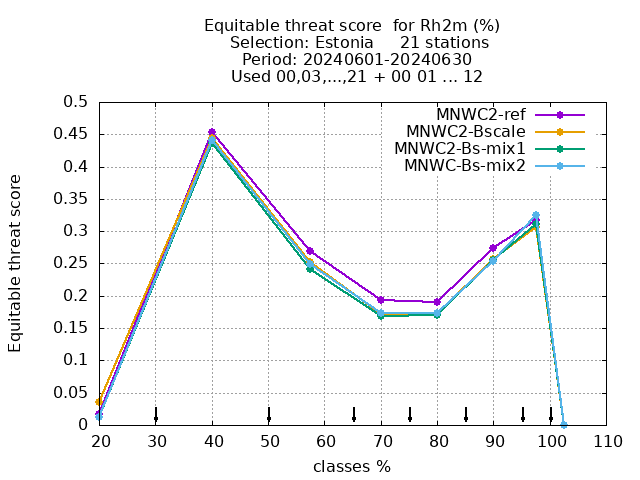 Equitable threat score  for Rh2m (%)
Selection: Estonia     21 stations
Period: 20240601-20240630
Used 00,03,...,21 + 00 01 ... 12
MNWC2-ref
MNWC2-Bscale
MNWC2-Bs-mix1
MNWC-Bs-mix2
Equitable threat score
0.5
0.45
0.4
0.35
0.3
0.25
0.2
0.15
0.1
0.05
0
20 30 40 50 60 70 80 90 100 110
classes %